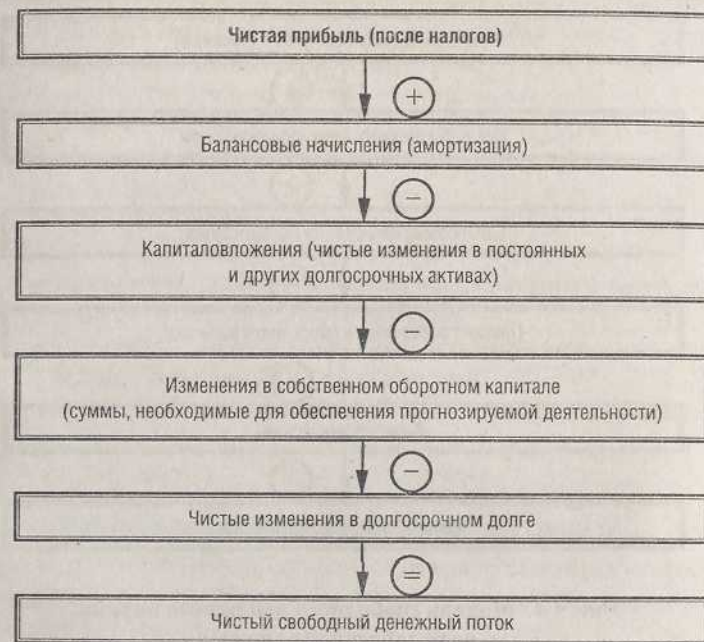 Чистая прибыль (после налогов)
+
Балансовые начисления (амортизация)
−
Капиталовложения (чистые изменения в постоянных
и других долгосрочных активах)
−
Изменения в собственном оборотном капитале
(суммы, необходимые для обеспечения прогнозируемой деятельности)
−
Чистые изменения в долгосрочном долге
=
Чистый свободный денежный поток